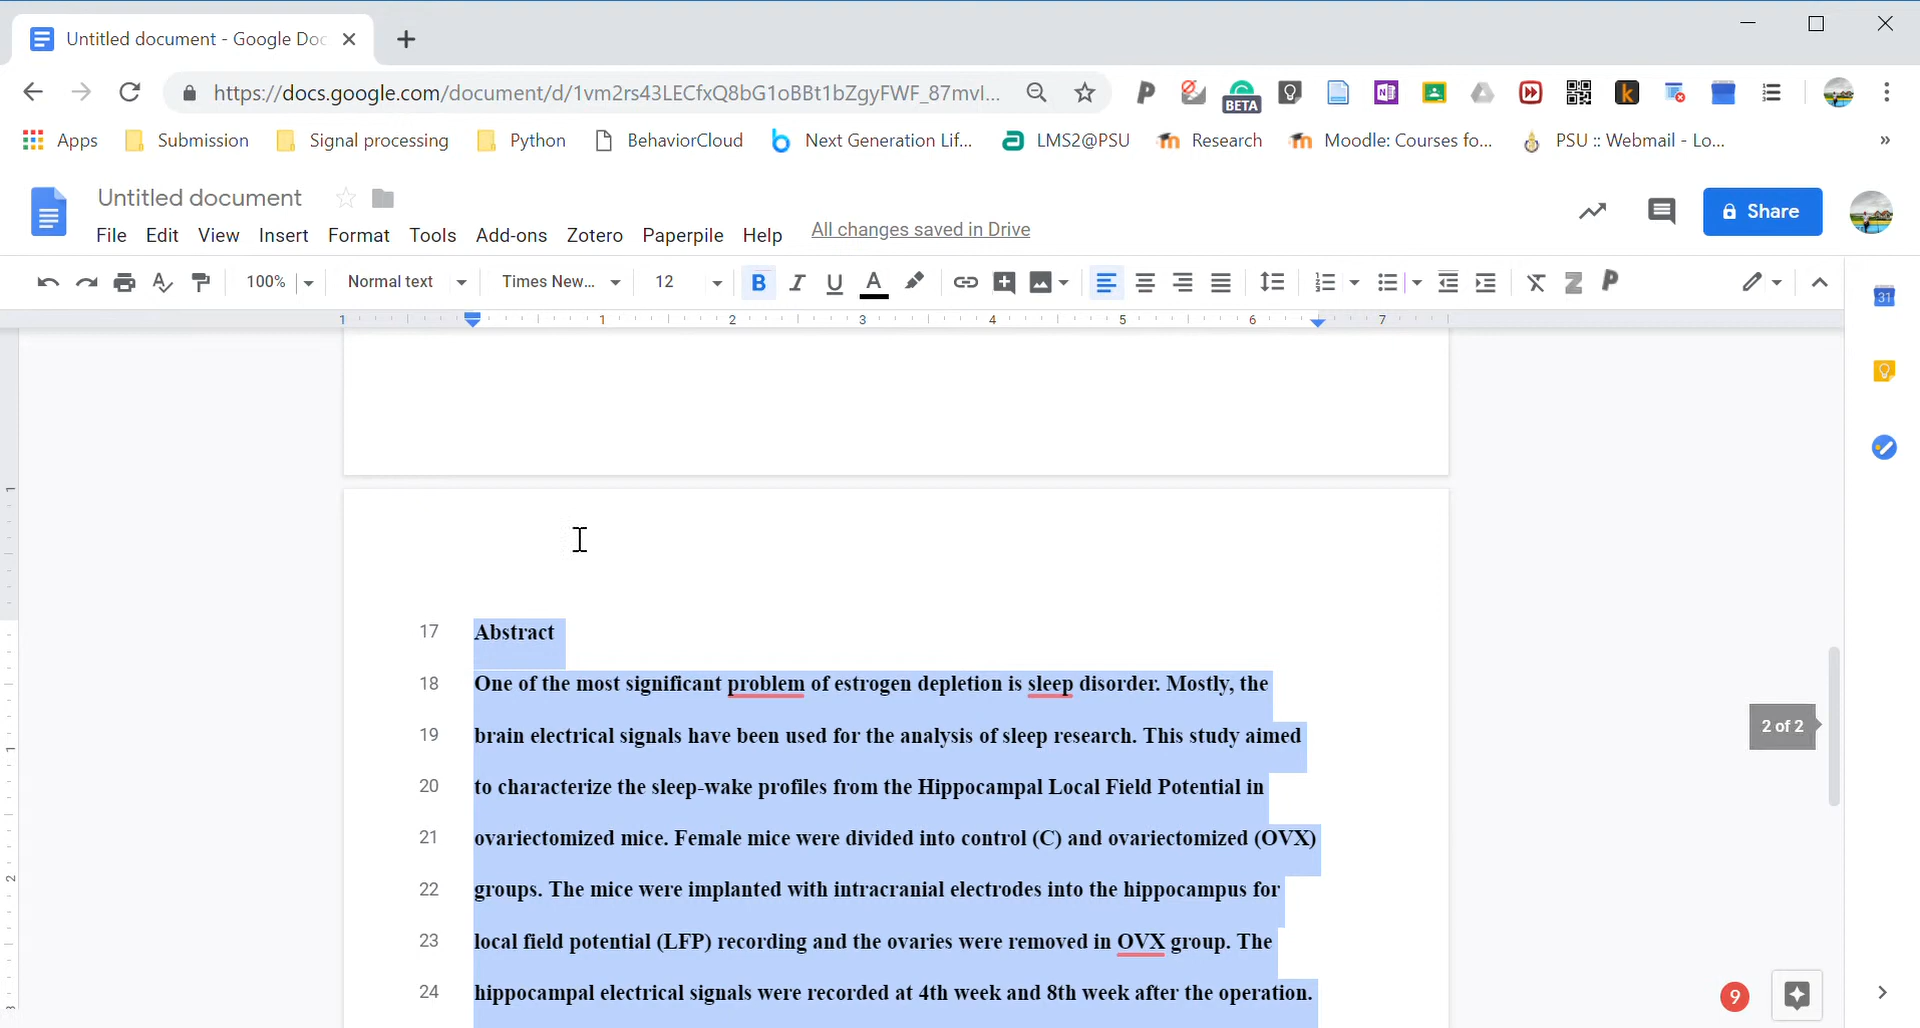 Untitled document - Google Doc
https://docs.google.com/document/d/1vm2rs43LECfxQ8bG1oBBt1bZgyFWF_87mvl...
BETA
Apps Submission Signal processing Python BehaviorCloud Next Generation Lif... LMS2@PSU Research Moodle: Courses fo... PSU :: Webmail - Lo... »
Untitled document
File Edit View Insert Format Tools Add-ons Zotero Paperpile Help All changes saved in Drive
Share
100% Normal text Times New... 12 B I U A Z P
31
1 1 2 3 4 5 6 7
1
17 Abstract
18 One of the most significant problem of estrogen depletion is sleep disorder. Mostly, the
19 brain electrical signals have been used for the analysis of sleep research. This study aimed
2 of 2
1
20 to characterize the sleep-wake profiles from the Hippocampal Local Field Potential in
21 ovariectomized mice. Female mice were divided into control (C) and ovariectomized (OVX)
2
22 groups. The mice were implanted with intracranial electrodes into the hippocampus for
23 local field potential (LFP) recording and the ovaries were removed in OVX group. The
24 hippocampal electrical signals were recorded at 4th week and 8th week after the operation.
9
3